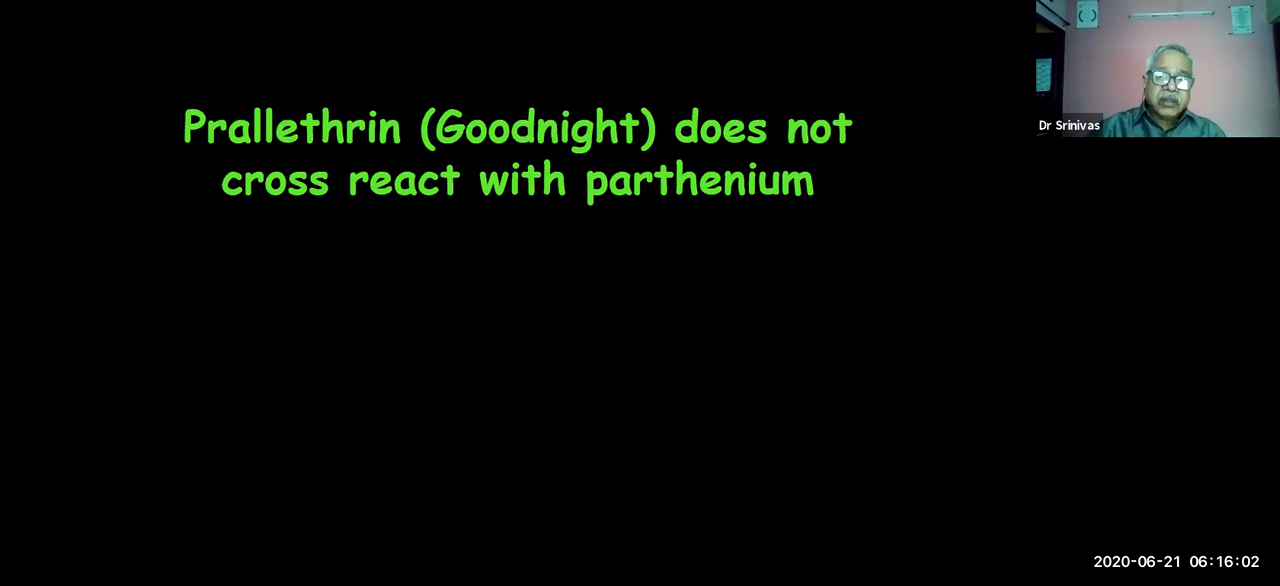 Prallethrin (Goodnight) does not
cross react with parthenium
Dr Srinivas
2020-06-21 06:16:02